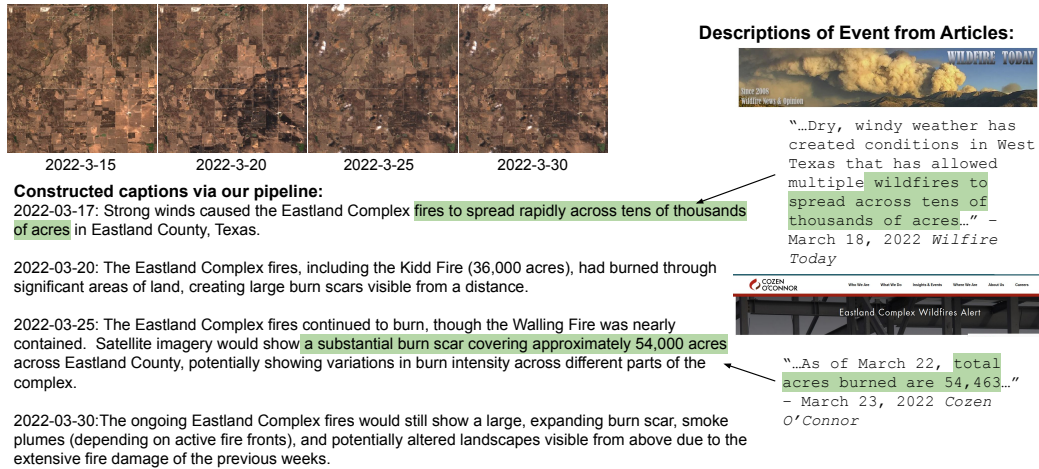 2022-3-15
2022-3-20
2022-3-25
2022-3-30
Constructed captions via our pipeline:
2022-03-17: Strong winds caused the Eastland Complex fires to spread rapidly across tens of thousands
of acres in Eastland County, Texas.
2022-03-20: The Eastland Complex fires, including the Kidd Fire (36,000 acres), had burned through
significant areas of land, creating large burn scars visible from a distance.
2022-03-25: The Eastland Complex fires continued to burn, though the Walling Fire was nearly
contained. Satellite imagery would show a substantial burn scar covering approximately 54,000 acres
across Eastland County, potentially showing variations in burn intensity across different parts of the
complex.
2022-03-30:The ongoing Eastland Complex fires would still show a large, expanding burn scar, smoke
plumes (depending on active fire fronts), and potentially altered landscapes visible from above due to the
extensive fire damage of the previous weeks.
Descriptions of Event from Articles:
WILDFIRE TODAY
Since 2008
Wildfire News & Opinion
“…Dry, windy weather has
created conditions in West
Texas that has allowed
multiple wildfires to
spread across tens of
thousands of acres…” –
March 18, 2022 Wilfire
Today
COZEN
O'CONNOR
Who We Are
What We Do
Insights & Events
Where We Are
About Us
Careers
Eastland Complex Wildfires Alert
“…As of March 22, total
acres burned are 54,463…”
– March 23, 2022 Cozen
O’Connor